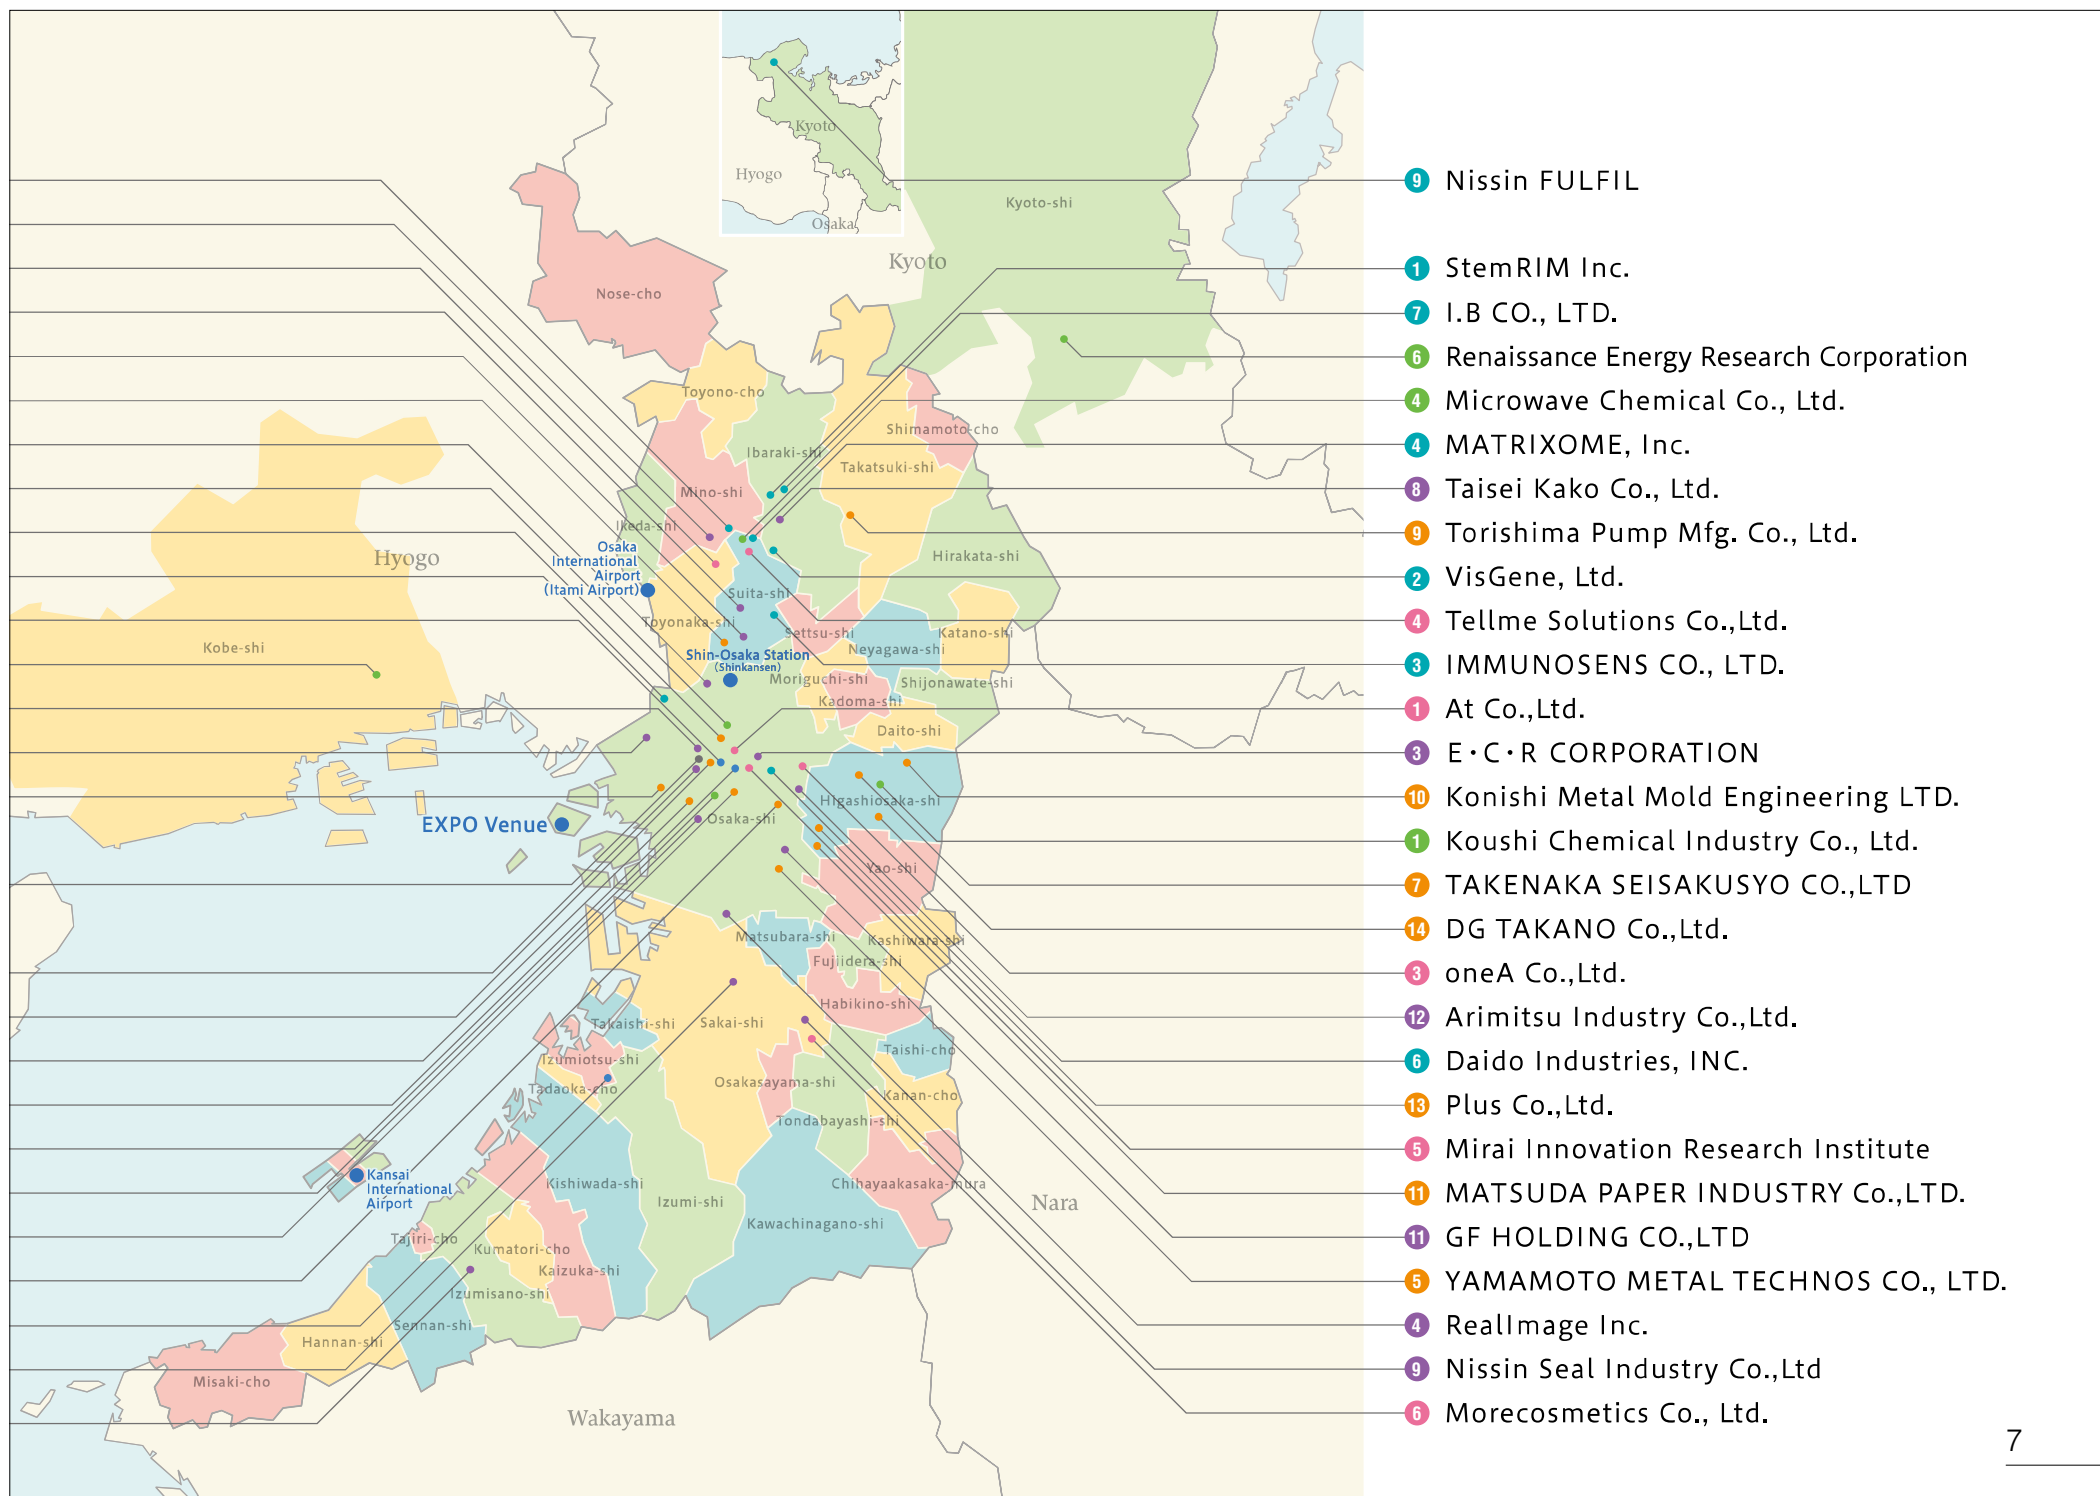 Kyoto
Hyogo
Osaka
Kyoto-shi
Kyoto
Nose-cho
Toyono-cho
Shimamoto-cho
Ibaraki-shi
Takatsuki-shi
Mino-shi
Ikeda-shi
Hyogo
Osaka
International
Airport
(Itami Airport)
Hirakata-shi
Suita-shi
Toyonaka-shi
Settsu-shi
Katano-shi
Neyagawa-shi
Kobe-shi
Shin-Osaka Station
(Shinkansen)
Moriguchi-shi
Shijonawate-shi
Kadoma-shi
Daito-shi
Higashiosaka-shi
Osaka-shi
EXPO Venue
Yao-shi
Matsubara-shi
Kashiwara-shi
Fujiidera-shi
Habikino-shi
Takaishi-shi
Sakai-shi
Taishi-cho
Izumiotsu-shi
Tadaoka-cho
Osakasayama-shi
Kanan-cho
Tondabayashi-shi
Kansai
International
Airport
Kishiwada-shi
Izumi-shi
Chihayaakasaka-mura
Kawachinagano-shi
Nara
Tajiri-cho
Kumatori-cho
Kaizuka-shi
Izumisano-shi
Sennan-shi
Hannan-shi
Misaki-cho
Wakayama
9 Nissin FULFIL
1 StemRIM Inc.
7 I.B CO., LTD.
6 Renaissance Energy Research Corporation
4 Microwave Chemical Co., Ltd.
4 MATRIXOME, Inc.
8 Taisei Kako Co., Ltd.
9 Torishima Pump Mfg. Co., Ltd.
2 VisGene, Ltd.
4 Tellme Solutions Co.,Ltd.
3 IMMUNOSENS CO., LTD.
1 At Co.,Ltd.
3 E・C・R CORPORATION
10 Konishi Metal Mold Engineering LTD.
1 Koushi Chemical Industry Co., Ltd.
7 TAKENAKA SEISAKUSYO CO.,LTD
14 DG TAKANO Co.,Ltd.
3 oneA Co.,Ltd.
12 Arimitsu Industry Co.,Ltd.
6 Daido Industries, INC.
13 Plus Co.,Ltd.
5 Mirai Innovation Research Institute
11 MATSUDA PAPER INDUSTRY Co.,LTD.
11 GF HOLDING CO.,LTD
5 YAMAMOTO METAL TECHNOS CO., LTD.
4 RealImage Inc.
9 Nissin Seal Industry Co.,Ltd
6 Morecosmetics Co., Ltd.
7